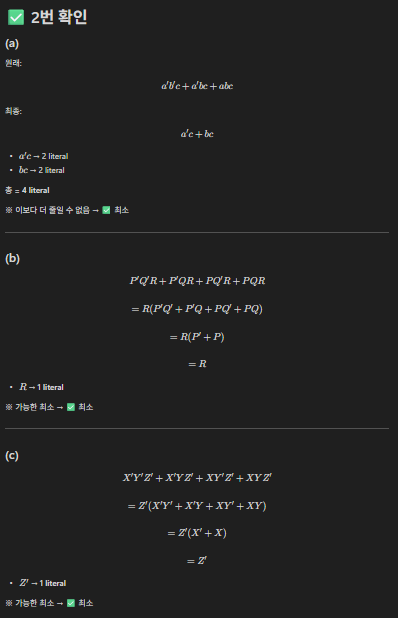 ✅ 2번 확인
(a)
원래:
a′b′c + a′bc + abc
최종:
a′c + bc
• a′c → 2 literal
• bc → 2 literal
총 = 4 literal
※ 이보다 더 줄일 수 없음 → ✅ 최소
(b)
P′Q′R + P′QR + PQ′R + PQR
= R(P′Q′ + P′Q + PQ′ + PQ)
= R(P′ + P)
= R
• R → 1 literal
※ 가능한 최소 → ✅ 최소
(c)
X′Y′Z′ + X′YZ′ + XY′Z′ + XYZ′
= Z′(X′Y′ + X′Y + XY′ + XY)
= Z′(X′ + X)
= Z′
• Z′ → 1 literal
※ 가능한 최소 → ✅ 최소